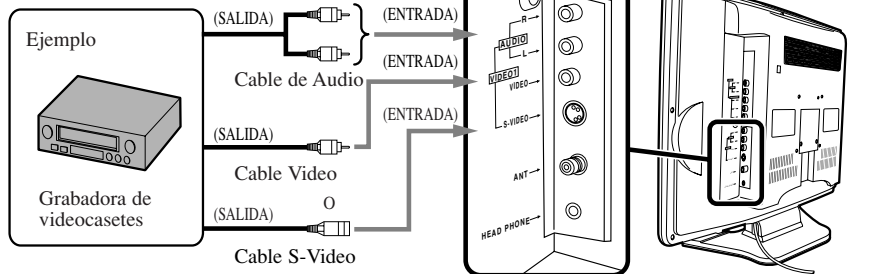 Ejemplo
Grabadora de
videocasetes
(SALIDA)
(ENTRADA)
Cable de Audio
(ENTRADA)
(SALIDA)
Cable Video
(ENTRADA)
O
(SALIDA)
Cable S-Video
R
AUDIO
L
VIDEO1
VIDEO
S-VIDEO
ANT
HEAD PHONE